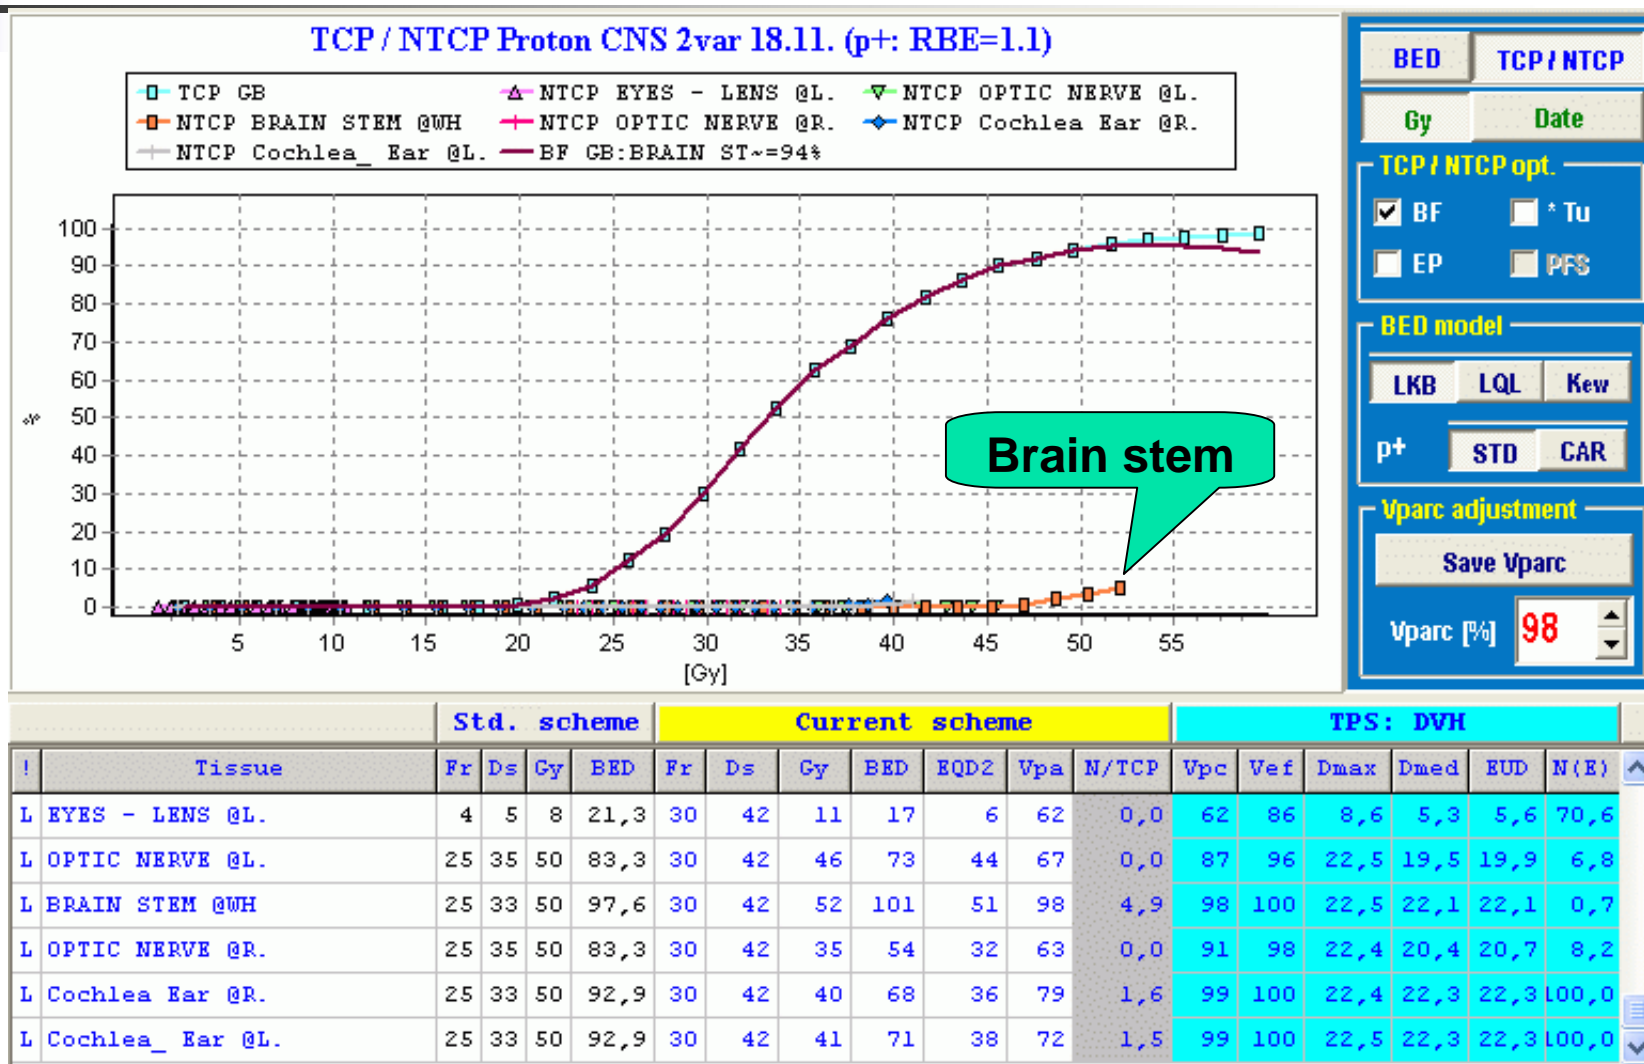 TCP / NTCP Proton CNS 2var 18.11. (p+: RBE=1.1)
TCP GB NTCP EYES - LENS @L. NTCP OPTIC NERVE @L.
NTCP BRAIN STEM @WH NTCP OPTIC NERVE @R. NTCP Cochlea Ear @R.
NTCP Cochlea_ Ear @L. BF GB:BRAIN ST~=94%
100
90
80
70
60
50
40
30
20
10
0
%
5 10 15 20 25 30 35 40 45 50 55
[Gy]
Brain stem
BED TCP / NTCP
Gy Date
TCP / NTCP opt.
BF * Tu
EP PFS
BED model
LKB LQL Kew
p+ STD CAR
Vparc adjustment
Save Vparc
Vparc [%] 98
Std. scheme Current scheme TPS: DVH
! Tissue Fr Ds Gy BED Fr Ds Gy BED EQD2 Vpa N/TCP Vpc Vef Dmax Dmed EUD N(E)
L EYES - LENS @L. 4 5 8 21,3 30 42 11 17 6 62 0,0 62 86 8,6 5,3 5,6 70,6
L OPTIC NERVE @L. 25 35 50 83,3 30 42 46 73 44 67 0,0 87 96 22,5 19,5 19,9 6,8
L BRAIN STEM @WH 25 33 50 97,6 30 42 52 101 51 98 4,9 98 100 22,5 22,1 22,1 0,7
L OPTIC NERVE @R. 25 35 50 83,3 30 42 35 54 32 63 0,0 91 98 22,4 20,4 20,7 8,2
L Cochlea Ear @R. 25 33 50 92,9 30 42 40 68 36 79 1,6 99 100 22,4 22,3 22,3 100,0
L Cochlea_ Ear @L. 25 33 50 92,9 30 42 41 71 38 72 1,5 99 100 22,5 22,3 22,3 100,0